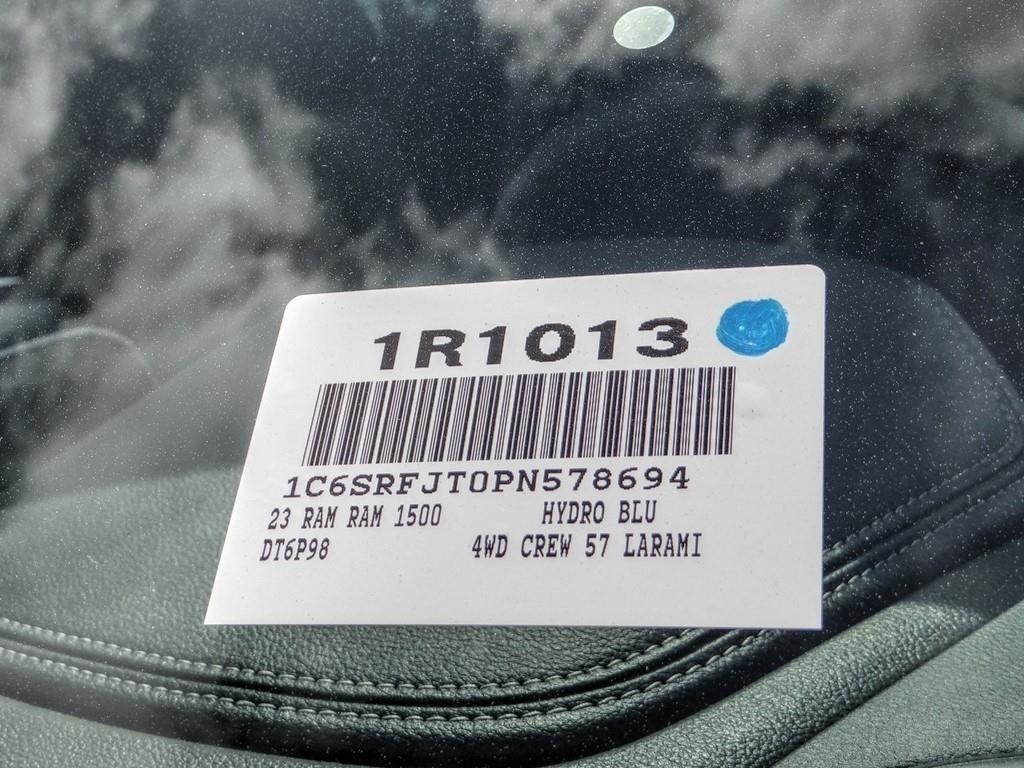 1R1013
1C6SRFJT0PN578694
23 RAM RAM 1500 HYDRO BLU
DT6P98 4WD CREW 57 LARAMI